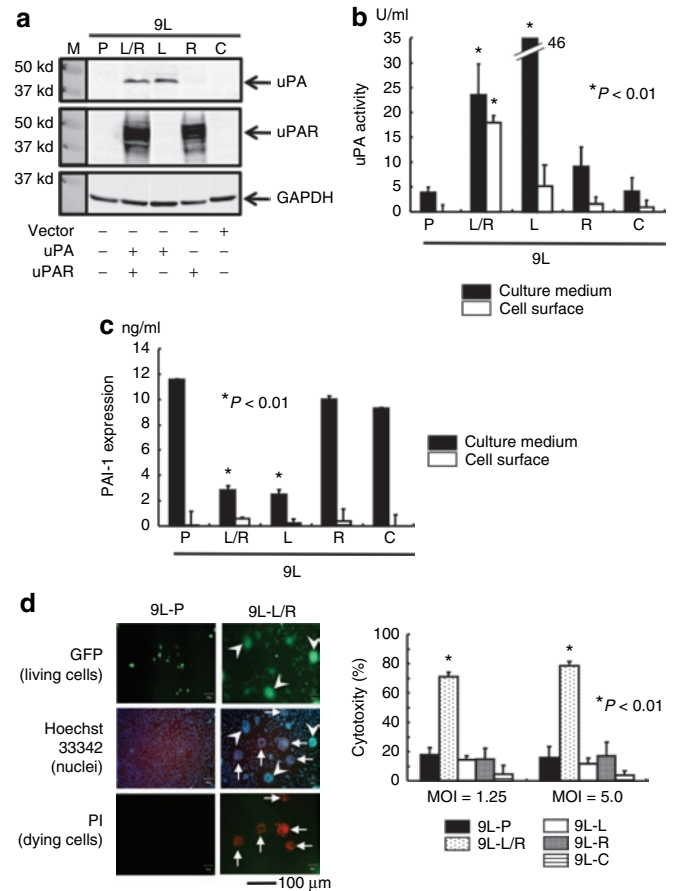 a
9L
M P L/R L R C
50 kd
37 kd
uPA
50 kd
37 kd
uPAR
37 kd
GAPDH
Vector – – – – +
uPA – + + – –
uPAR – + – + –
b
U/ml
uPA activity
35
30
25
20
15
10
5
0
*
*
*
46
*P < 0.01
P L/R L R C
9L
Culture medium
Cell surface
c
ng/ml
PAI-1 expression
14
12
10
8
6
4
2
0
*P < 0.01
* *
P L/R L R C
9L
Culture medium
Cell surface
d
9L-P 9L-L/R
GFP
(living cells)
Hoechst
33342
(nuclei)
PI
(dying cells)
100 µm
Cytotoxity (%)
100
80
60
40
20
0
* *
*P < 0.01
MOI = 1.25 MOI = 5.0
9L-P 9L-L
9L-L/R 9L-R
9L-C